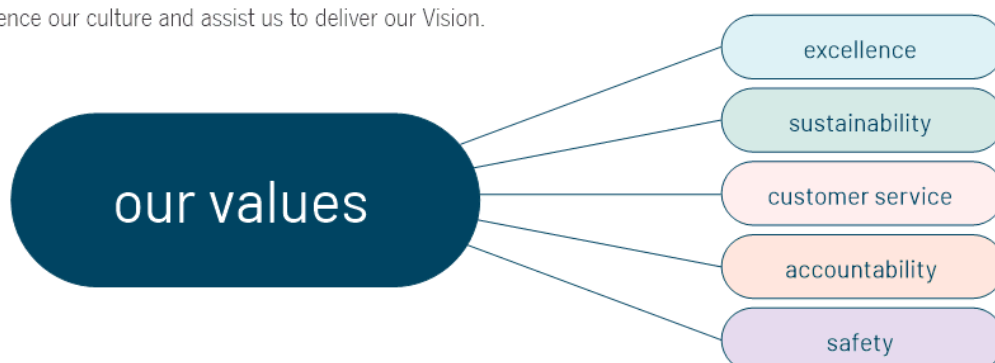 ence our culture and assist us to deliver our Vision.
excellence
sustainability
our values
customer service
accountability
safety